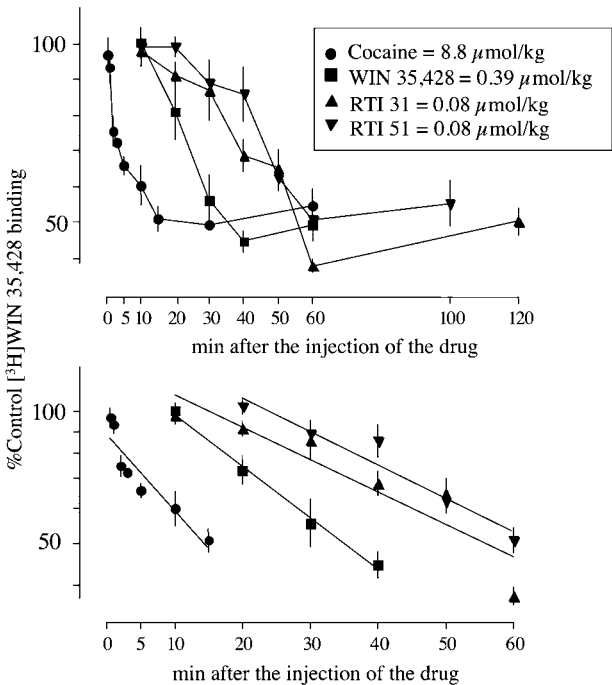 100
50
Cocaine = 8.8 µmol/kg
WIN 35,428 = 0.39 µmol/kg
RTI 31 = 0.08 µmol/kg
RTI 51 = 0.08 µmol/kg
0 5 10 20 30 40 50 60 100 120
min after the injection of the drug
%Control [³H]WIN 35,428 binding
100
50
0 5 10 20 30 40 50 60
min after the injection of the drug